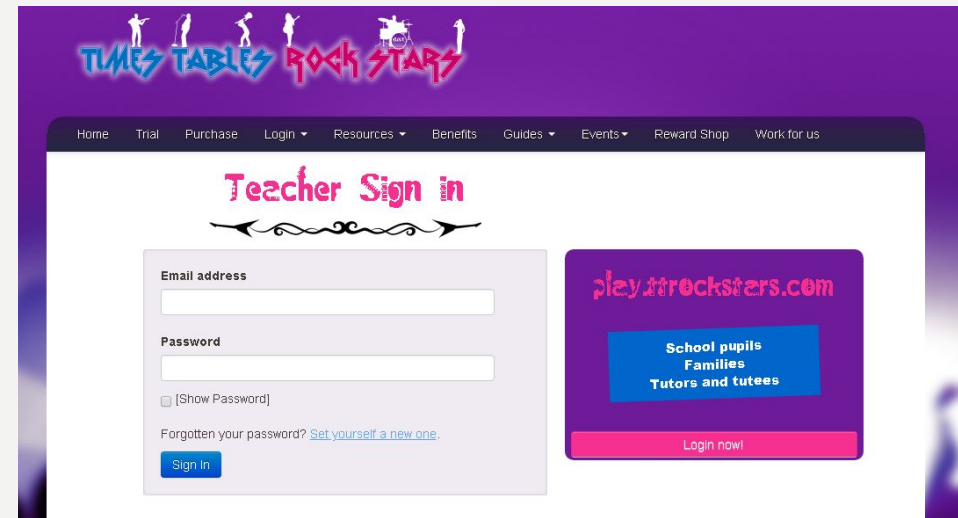 TIMES TABLES ROCK STARS
Home Trial Purchase Login Resources Benefits Guides Events Reward Shop Work for us
Teacher Sign in
Email address
Password
[Show Password]
Forgotten your password? Set yourself a new one.
Sign In
play.ttrockstars.com
School pupils
Families
Tutors and tutees
Login now!